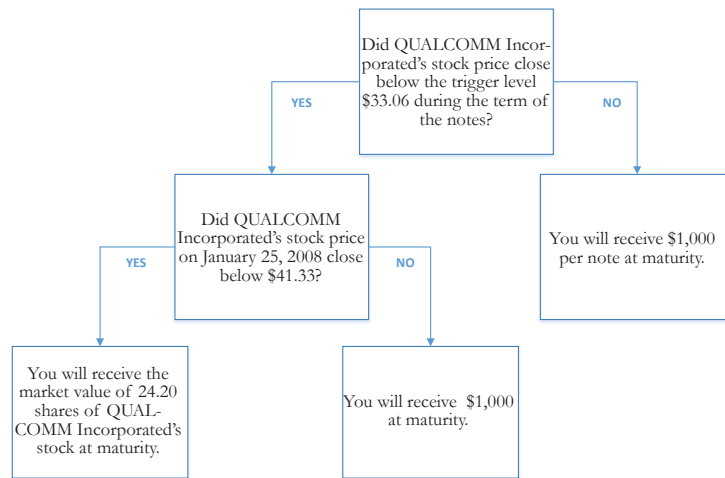 Did QUALCOMM Incor-
porated's stock price close
below the trigger level
$33.06 during the term of
the notes?
YES
NO
Did QUALCOMM
Incorporated's stock price
on January 25, 2008 close
below $41.33?
You will receive $1,000
per note at maturity.
YES
NO
You will receive the
market value of 24.20
shares of QUAL-
COMM Incorporated's
stock at maturity.
You will receive $1,000
at maturity.